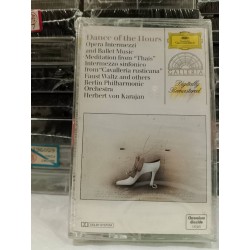 Dance of the Hours
Opera Intermezzi
and Ballet Music
Meditation from "Thais"
Intermezzo sinfonico
from "Cavalleria rusticana"
Faust Waltz and others
Berlin Philharmonic
Orchestra
Herbert von Karajan
GALLERIA
Digitally
Remastered